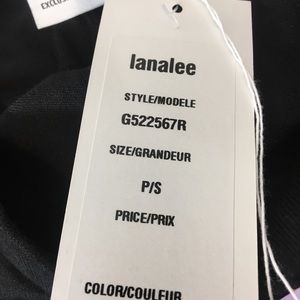 lanalee
STYLE/MODELE
G522567R
SIZE/GRANDEUR
P/S
PRICE/PRIX
COLOR/COULEUR